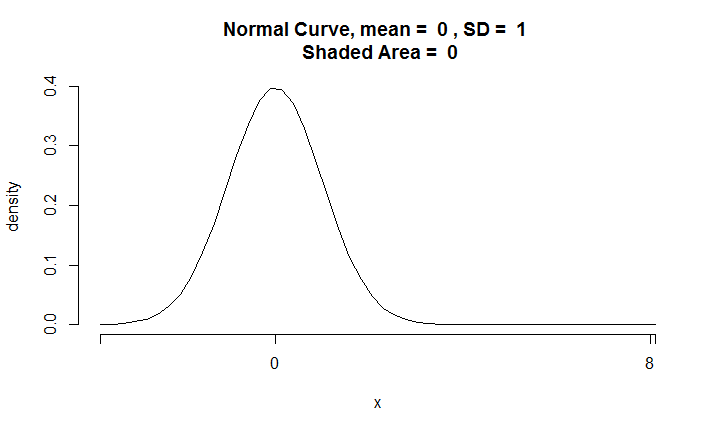 Normal Curve, mean =  0 , SD =  1
Shaded Area =  0
0.4
0.3
0.2
0.1
0.0
density
0
8
x